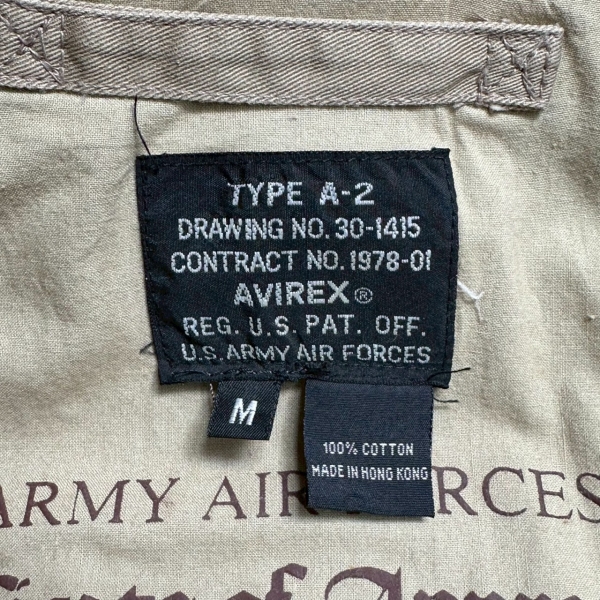 TYPE A-2
DRAWING NO. 30-1415
CONTRACT NO. 1978-01
AVIREX®
REG. U.S. PAT. OFF.
U.S. ARMY AIR FORCES
M
100% COTTON
MADE IN HONG KONG
ARMY AIR FORCES
of